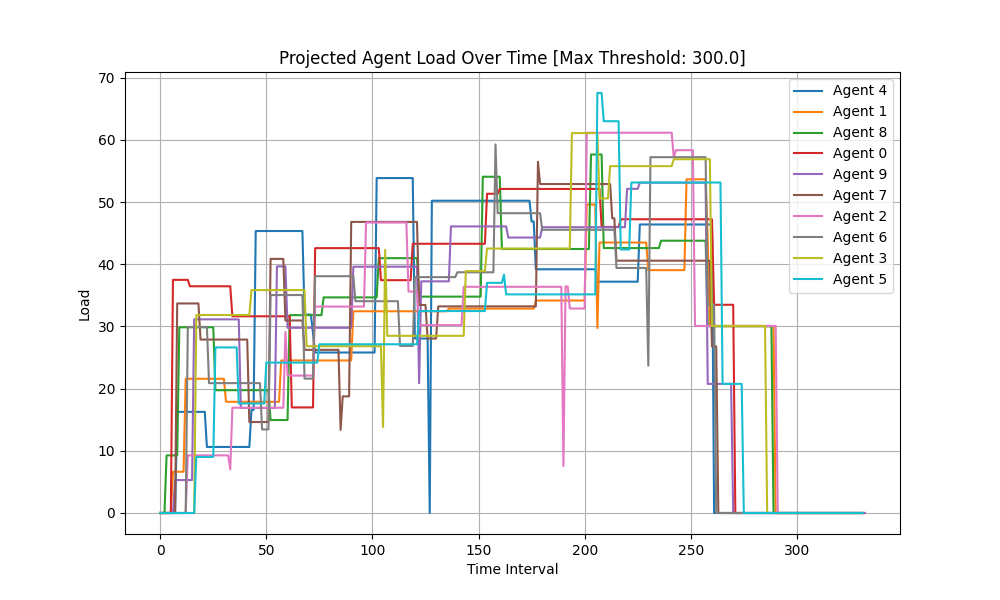 Projected Agent Load Over Time [Max Threshold: 300.0]
Load
70
60
50
40
30
20
10
0
0 50 100 150 200 250 300
Time Interval
Agent 4
Agent 1
Agent 8
Agent 0
Agent 9
Agent 7
Agent 2
Agent 6
Agent 3
Agent 5